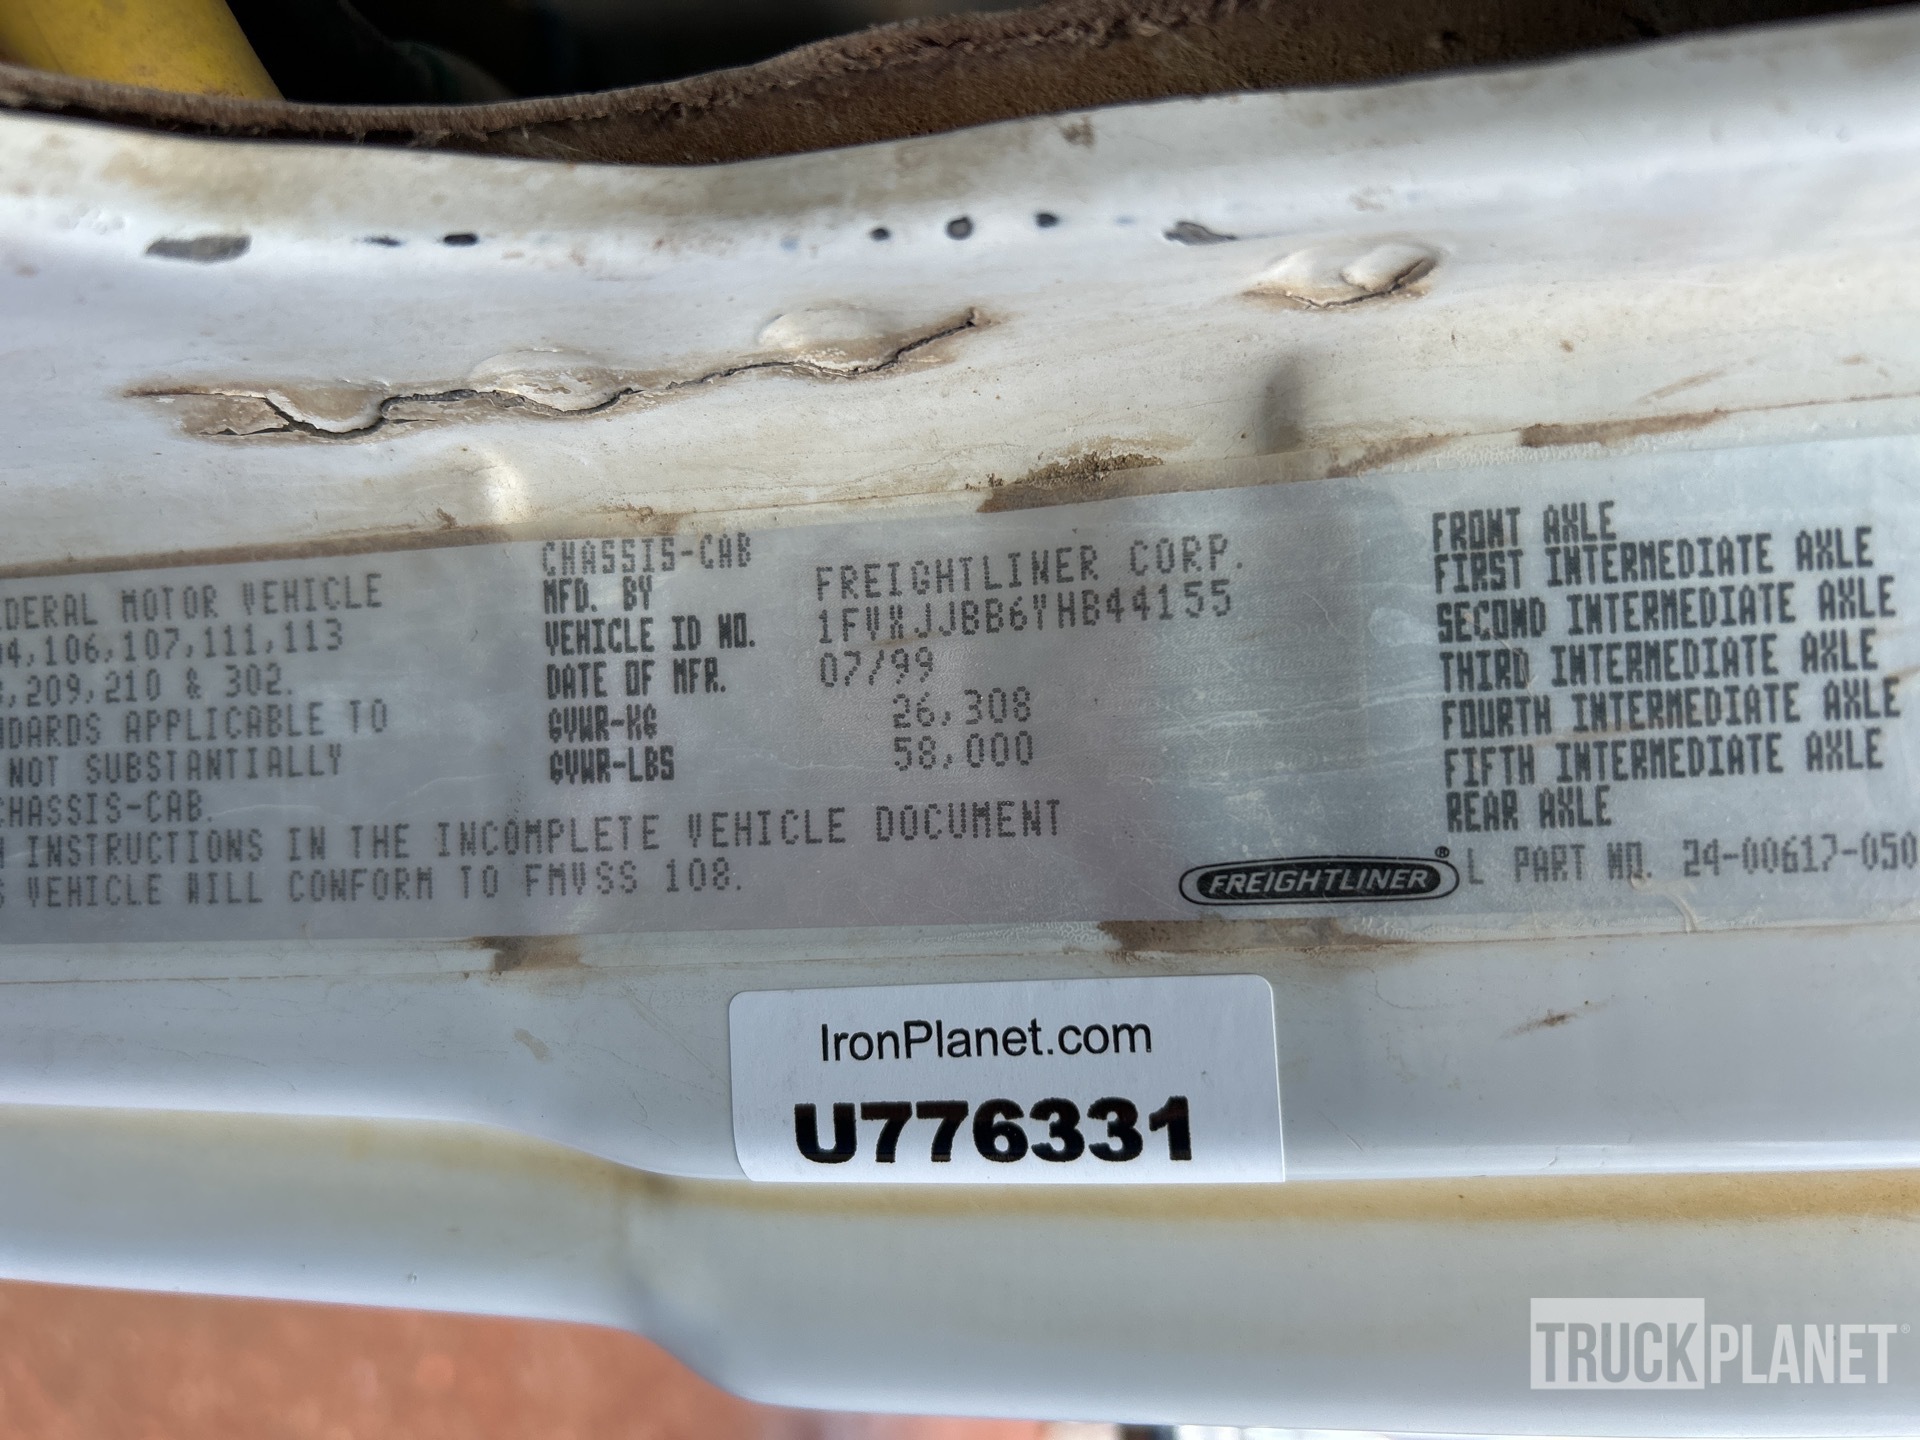 DERAL MOTOR VEHICLE
04,106,107,111,113
,209,210 & 302.
DARDS APPLICABLE TO
NOT SUBSTANTIALLY
CHASSIS-CAB.
INSTRUCTIONS IN THE INCOMPLETE VEHICLE DOCUMENT
S VEHICLE WILL CONFORM TO FMVSS 108.
CHASSIS-CAB
MFD. BY FREIGHTLINER CORP.
VEHICLE ID NO. 1FVXJJBB6YHB44155
DATE OF MFR. 07/99
GVWR-KG 26,308
GVWR-LBS 58,000
FRONT AXLE
FIRST INTERMEDIATE AXLE
SECOND INTERMEDIATE AXLE
THIRD INTERMEDIATE AXLE
FOURTH INTERMEDIATE AXLE
FIFTH INTERMEDIATE AXLE
REAR AXLE
FREIGHTLINER® L PART NO. 24-00617-050
IronPlanet.com
U776331
TRUCKPLANET®